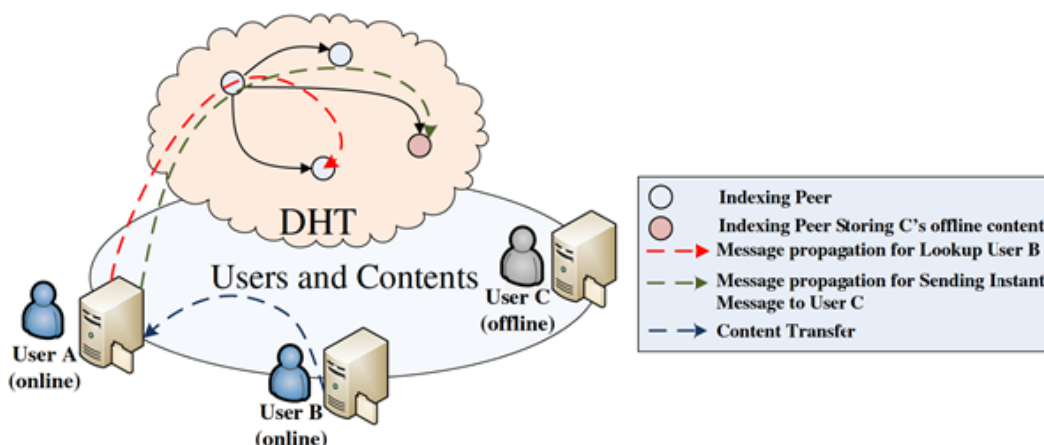 DHT
Users and Contents
User A
(online)
User B
(online)
User C
(offline)
Indexing Peer
Indexing Peer Storing C's offline content
Message propagation for Lookup User B
Message propagation for Sending Instant
Message to User C
Content Transfer